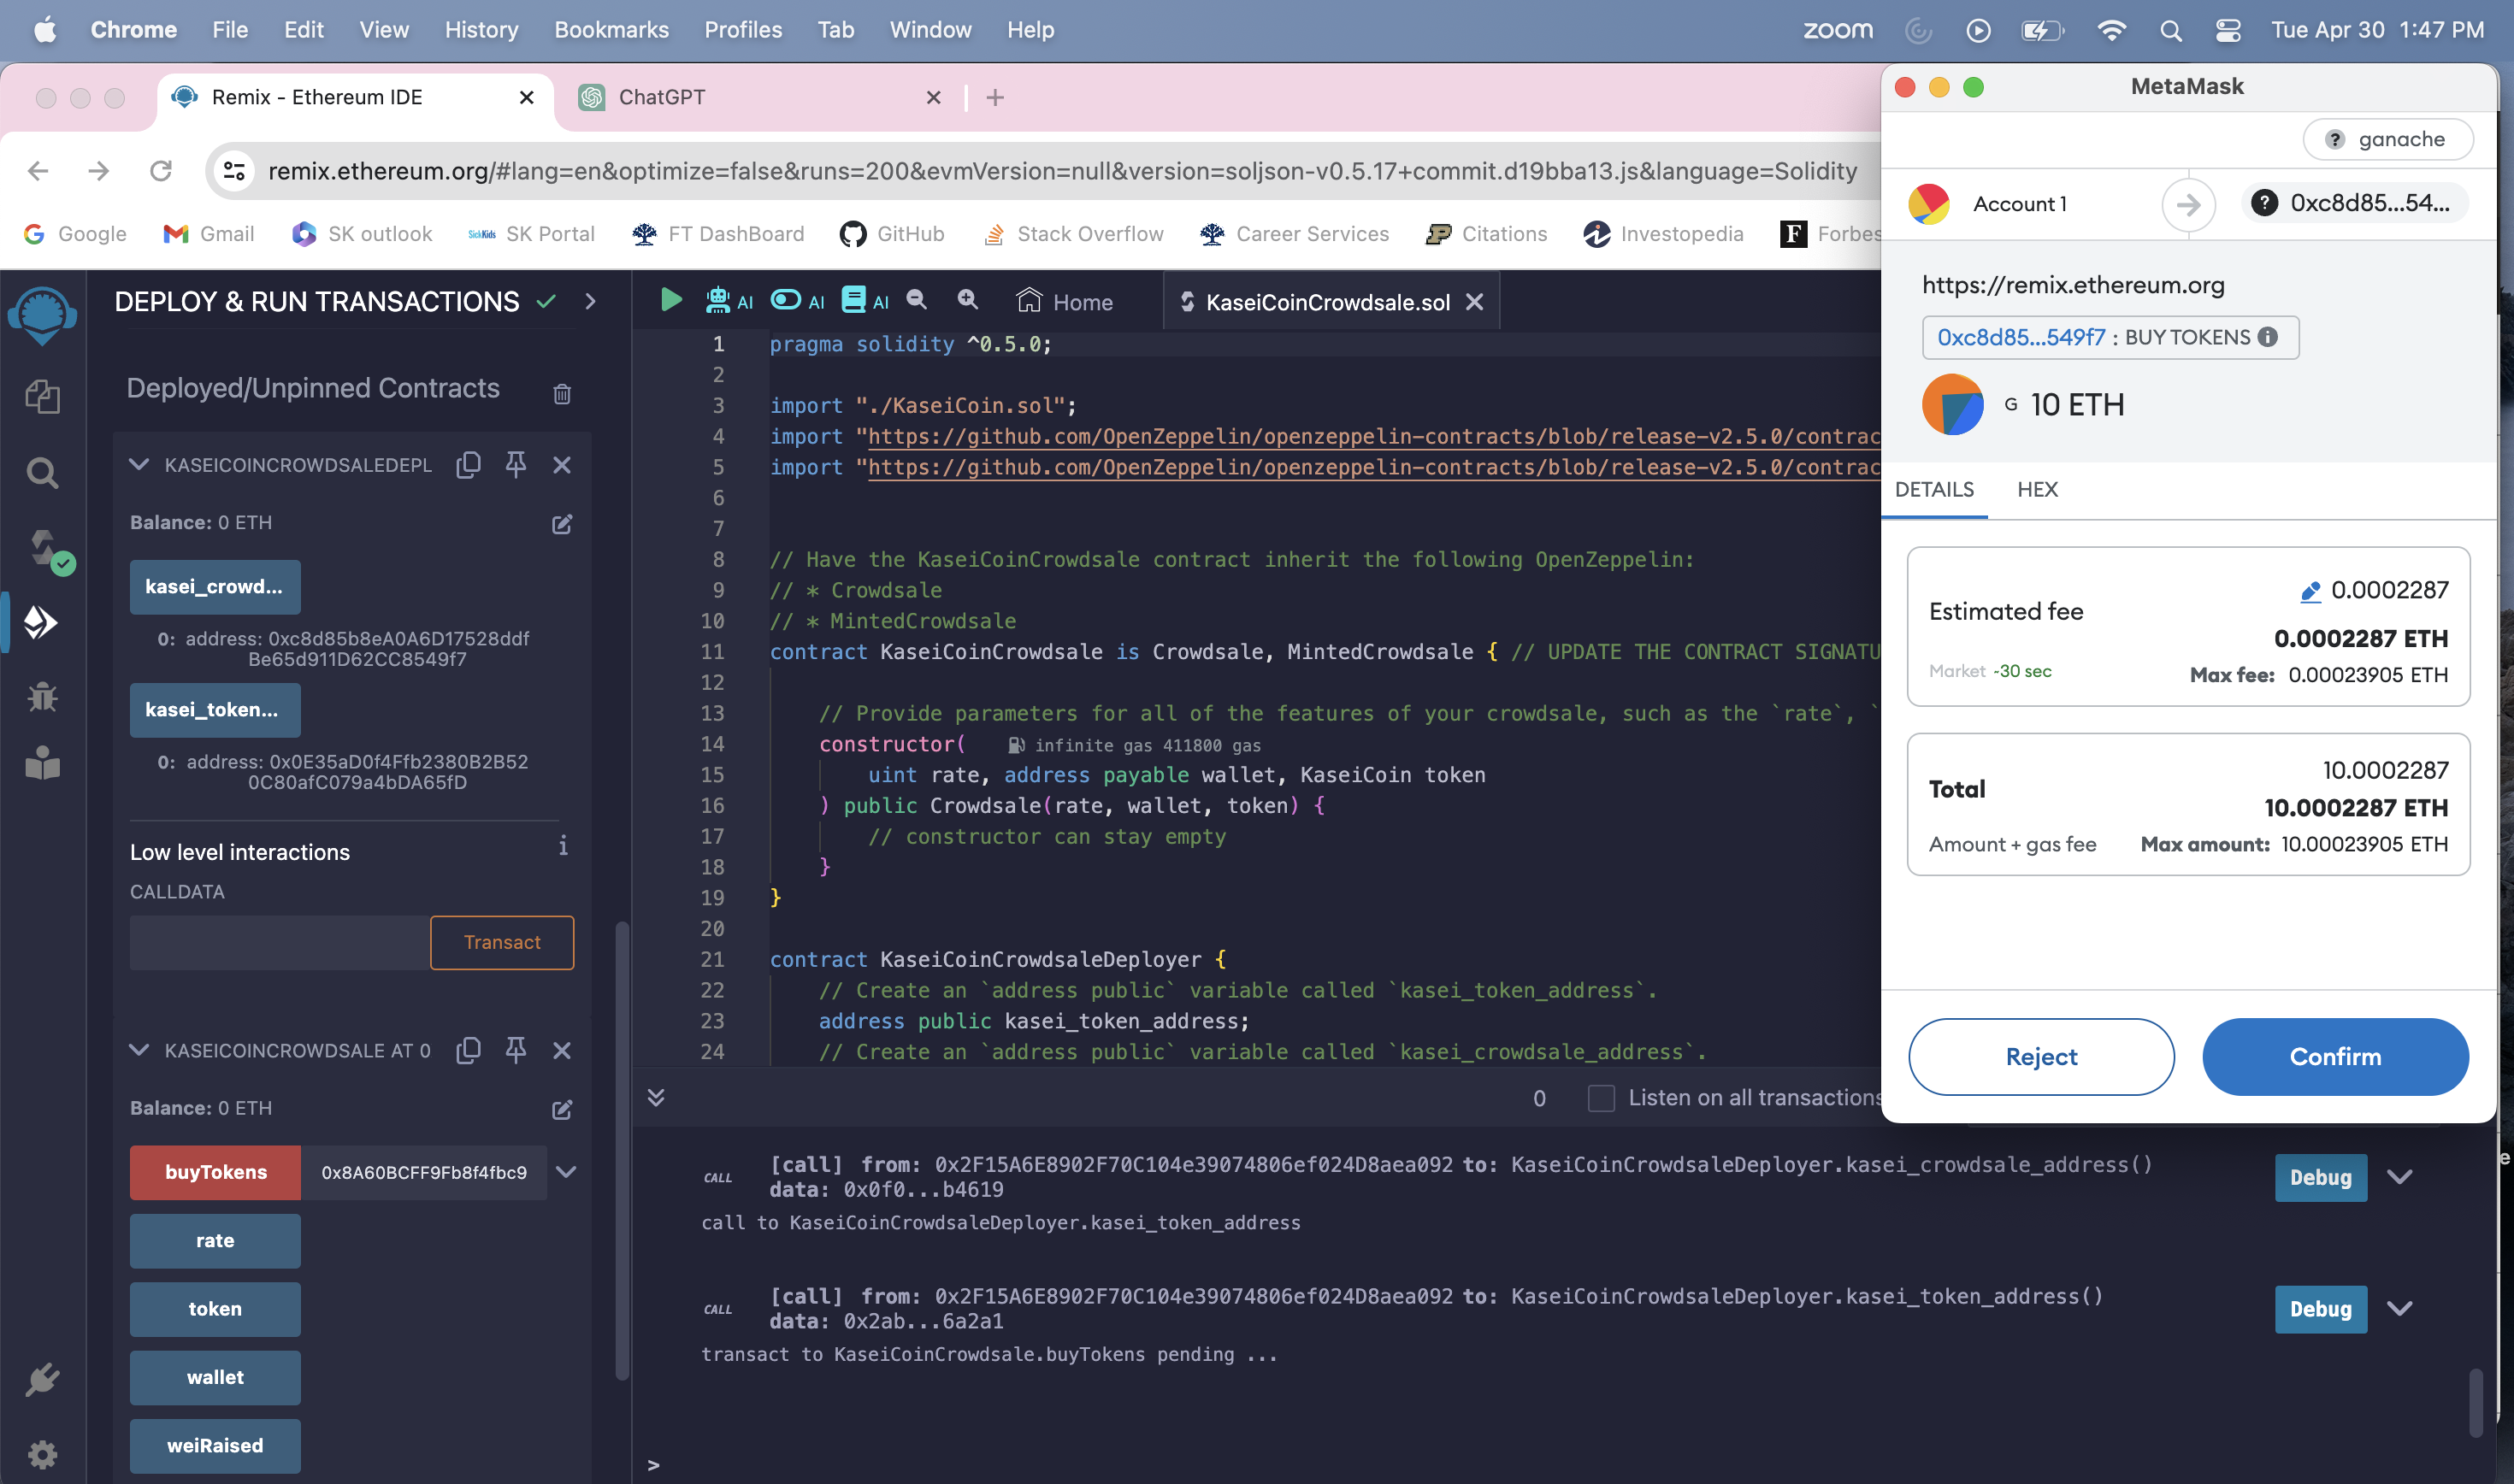 Chrome File Edit View History Bookmarks Profiles Tab Window Help zoom Tue Apr 30 1:47 PM
Remix - Ethereum IDE ChatGPT
remix.ethereum.org/#lang=en&optimize=false&runs=200&evmVersion=null&version=soljson-v0.5.17+commit.d19bba13.js&language=Solidity
Google Gmail SK outlook SickKids SK Portal FT DashBoard GitHub Stack Overflow Career Services Citations Investopedia Forbes
DEPLOY & RUN TRANSACTIONS
Deployed/Unpinned Contracts
KASEICOINCROWDSALEDEPL
Balance: 0 ETH
kasei_crowd...
0: address: 0xc8d85b8eA0A6D17528ddf
Be65d911D62CC8549f7
kasei_token...
0: address: 0x0E35aD0f4Ffb2380B2B52
0C80afC079a4bDA65fD
Low level interactions
CALLDATA
Transact
KASEICOINCROWDSALE AT 0
Balance: 0 ETH
buyTokens 0x8A60BCFF9Fb8f4fbc9
rate
token
wallet
weiRaised
AI AI AI Home KaseiCoinCrowdsale.sol
1 pragma solidity ^0.5.0;
2
3 import "./KaseiCoin.sol";
4 import "https://github.com/OpenZeppelin/openzeppelin-contracts/blob/release-v2.5.0/contrac
5 import "https://github.com/OpenZeppelin/openzeppelin-contracts/blob/release-v2.5.0/contrac
6
7
8 // Have the KaseiCoinCrowdsale contract inherit the following OpenZeppelin:
9 // * Crowdsale
10 // * MintedCrowdsale
11 contract KaseiCoinCrowdsale is Crowdsale, MintedCrowdsale { // UPDATE THE CONTRACT SIGNATU
12
13 // Provide parameters for all of the features of your crowdsale, such as the `rate`, `
14 constructor( infinite gas 411800 gas
15 uint rate, address payable wallet, KaseiCoin token
16 ) public Crowdsale(rate, wallet, token) {
17 // constructor can stay empty
18 }
19 }
20
21 contract KaseiCoinCrowdsaleDeployer {
22 // Create an `address public` variable called `kasei_token_address`.
23 address public kasei_token_address;
24 // Create an `address public` variable called `kasei_crowdsale_address`.
0 Listen on all transactions
CALL [call] from: 0x2F15A6E8902F70C104e39074806ef024D8aea092 to: KaseiCoinCrowdsaleDeployer.kasei_crowdsale_address()
data: 0x0f0...b4619
Debug
call to KaseiCoinCrowdsaleDeployer.kasei_token_address
CALL [call] from: 0x2F15A6E8902F70C104e39074806ef024D8aea092 to: KaseiCoinCrowdsaleDeployer.kasei_token_address()
data: 0x2ab...6a2a1
Debug
transact to KaseiCoinCrowdsale.buyTokens pending ...
>
MetaMask
? ganache
Account 1 ? 0xc8d85...54...
https://remix.ethereum.org
0xc8d85...549f7 : BUY TOKENS
G 10 ETH
DETAILS HEX
0.0002287
Estimated fee
0.0002287 ETH
Market ~30 sec Max fee: 0.00023905 ETH
10.0002287
Total
10.0002287 ETH
Amount + gas fee Max amount: 10.00023905 ETH
Reject Confirm
e